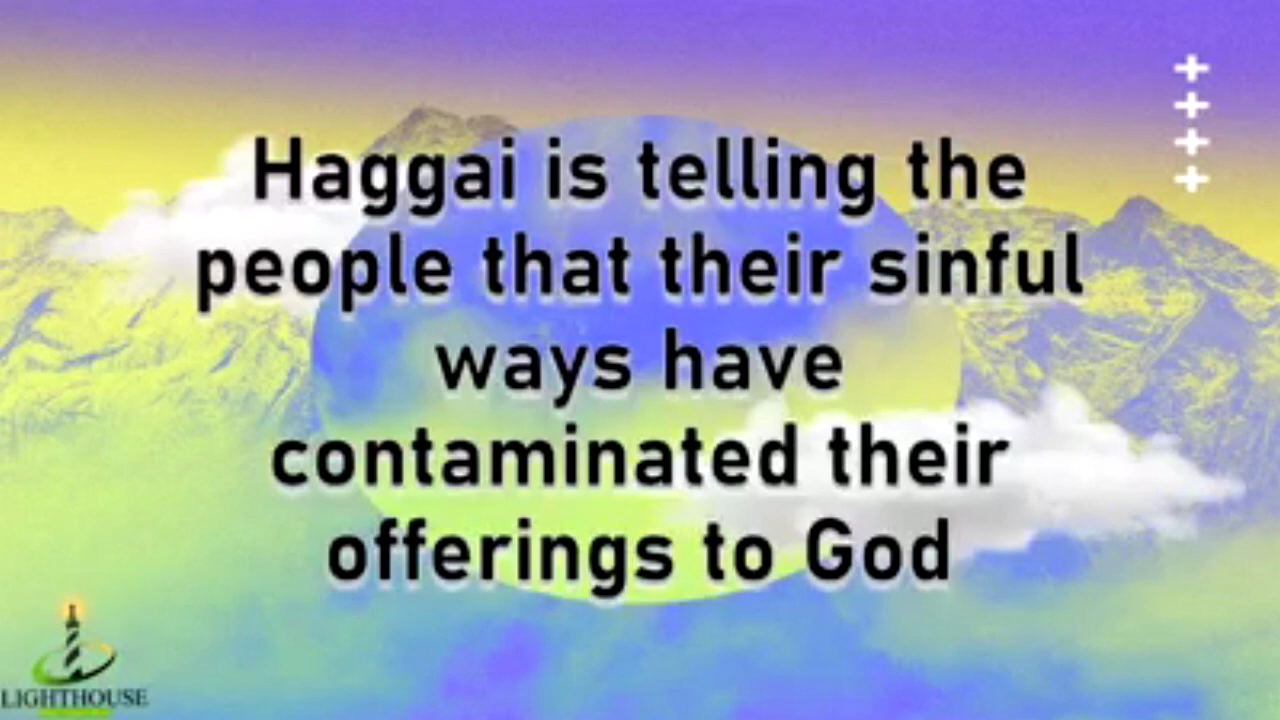 Haggai is telling the
people that their sinful
ways have
contaminated their
offerings to God
LIGHTHOUSE